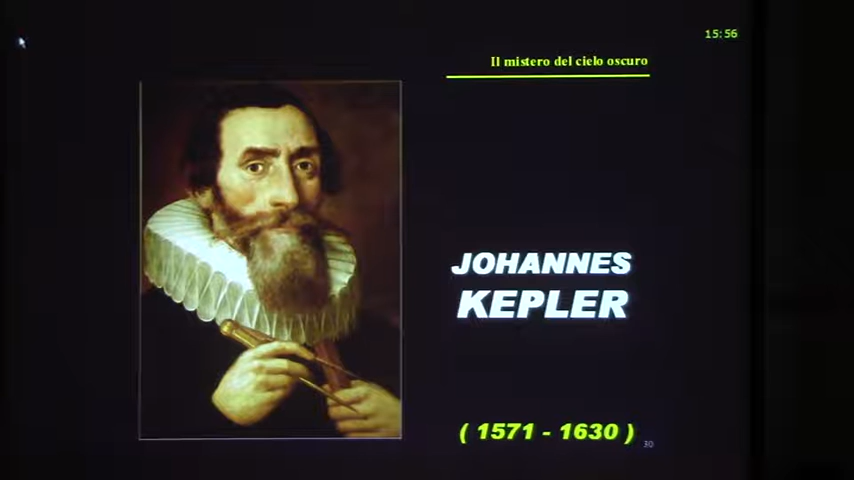 15:56
Il mistero del cielo oscuro
JOHANNES
KEPLER
( 1571 - 1630 )
30